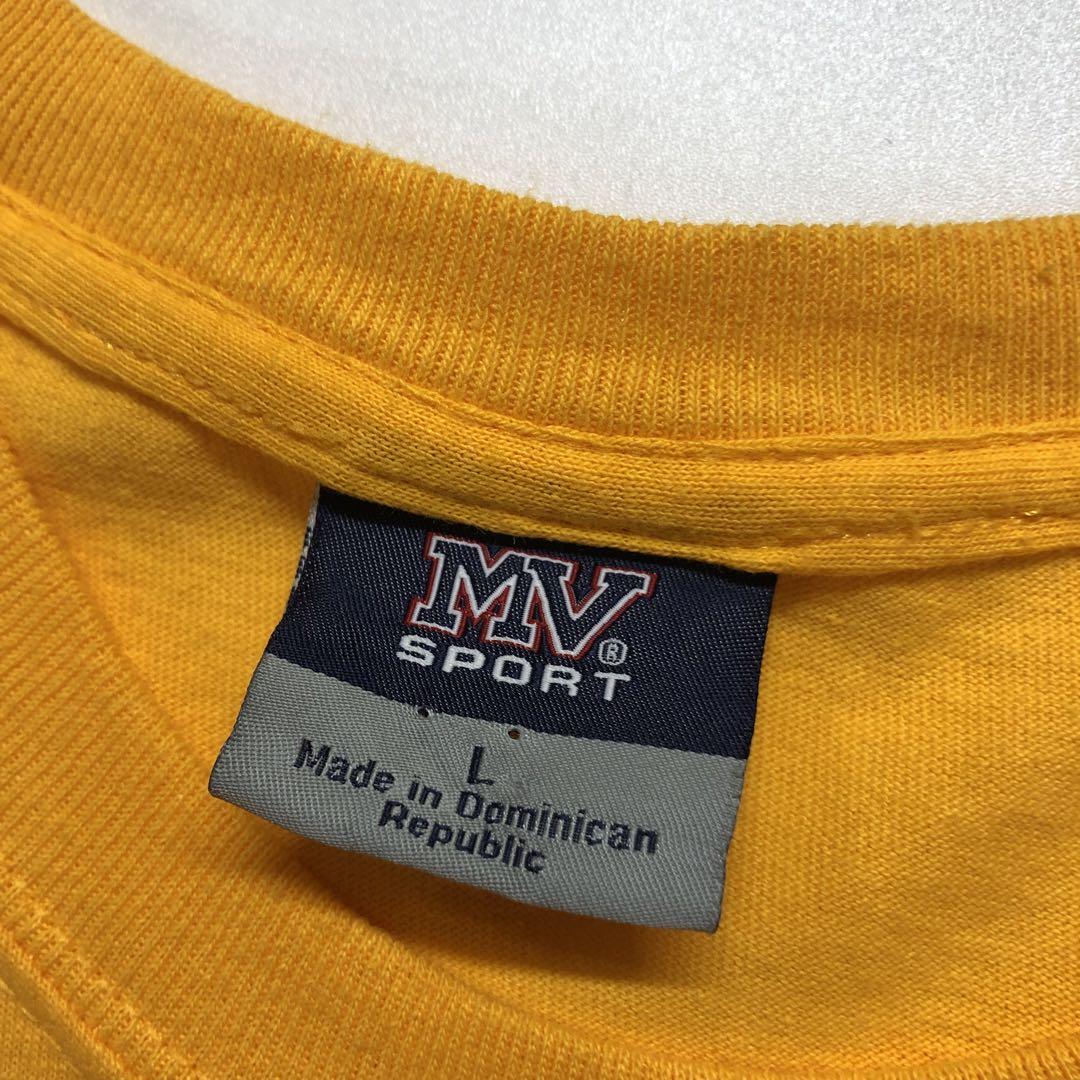 MV®
SPORT
L
Made in Dominican
Republic